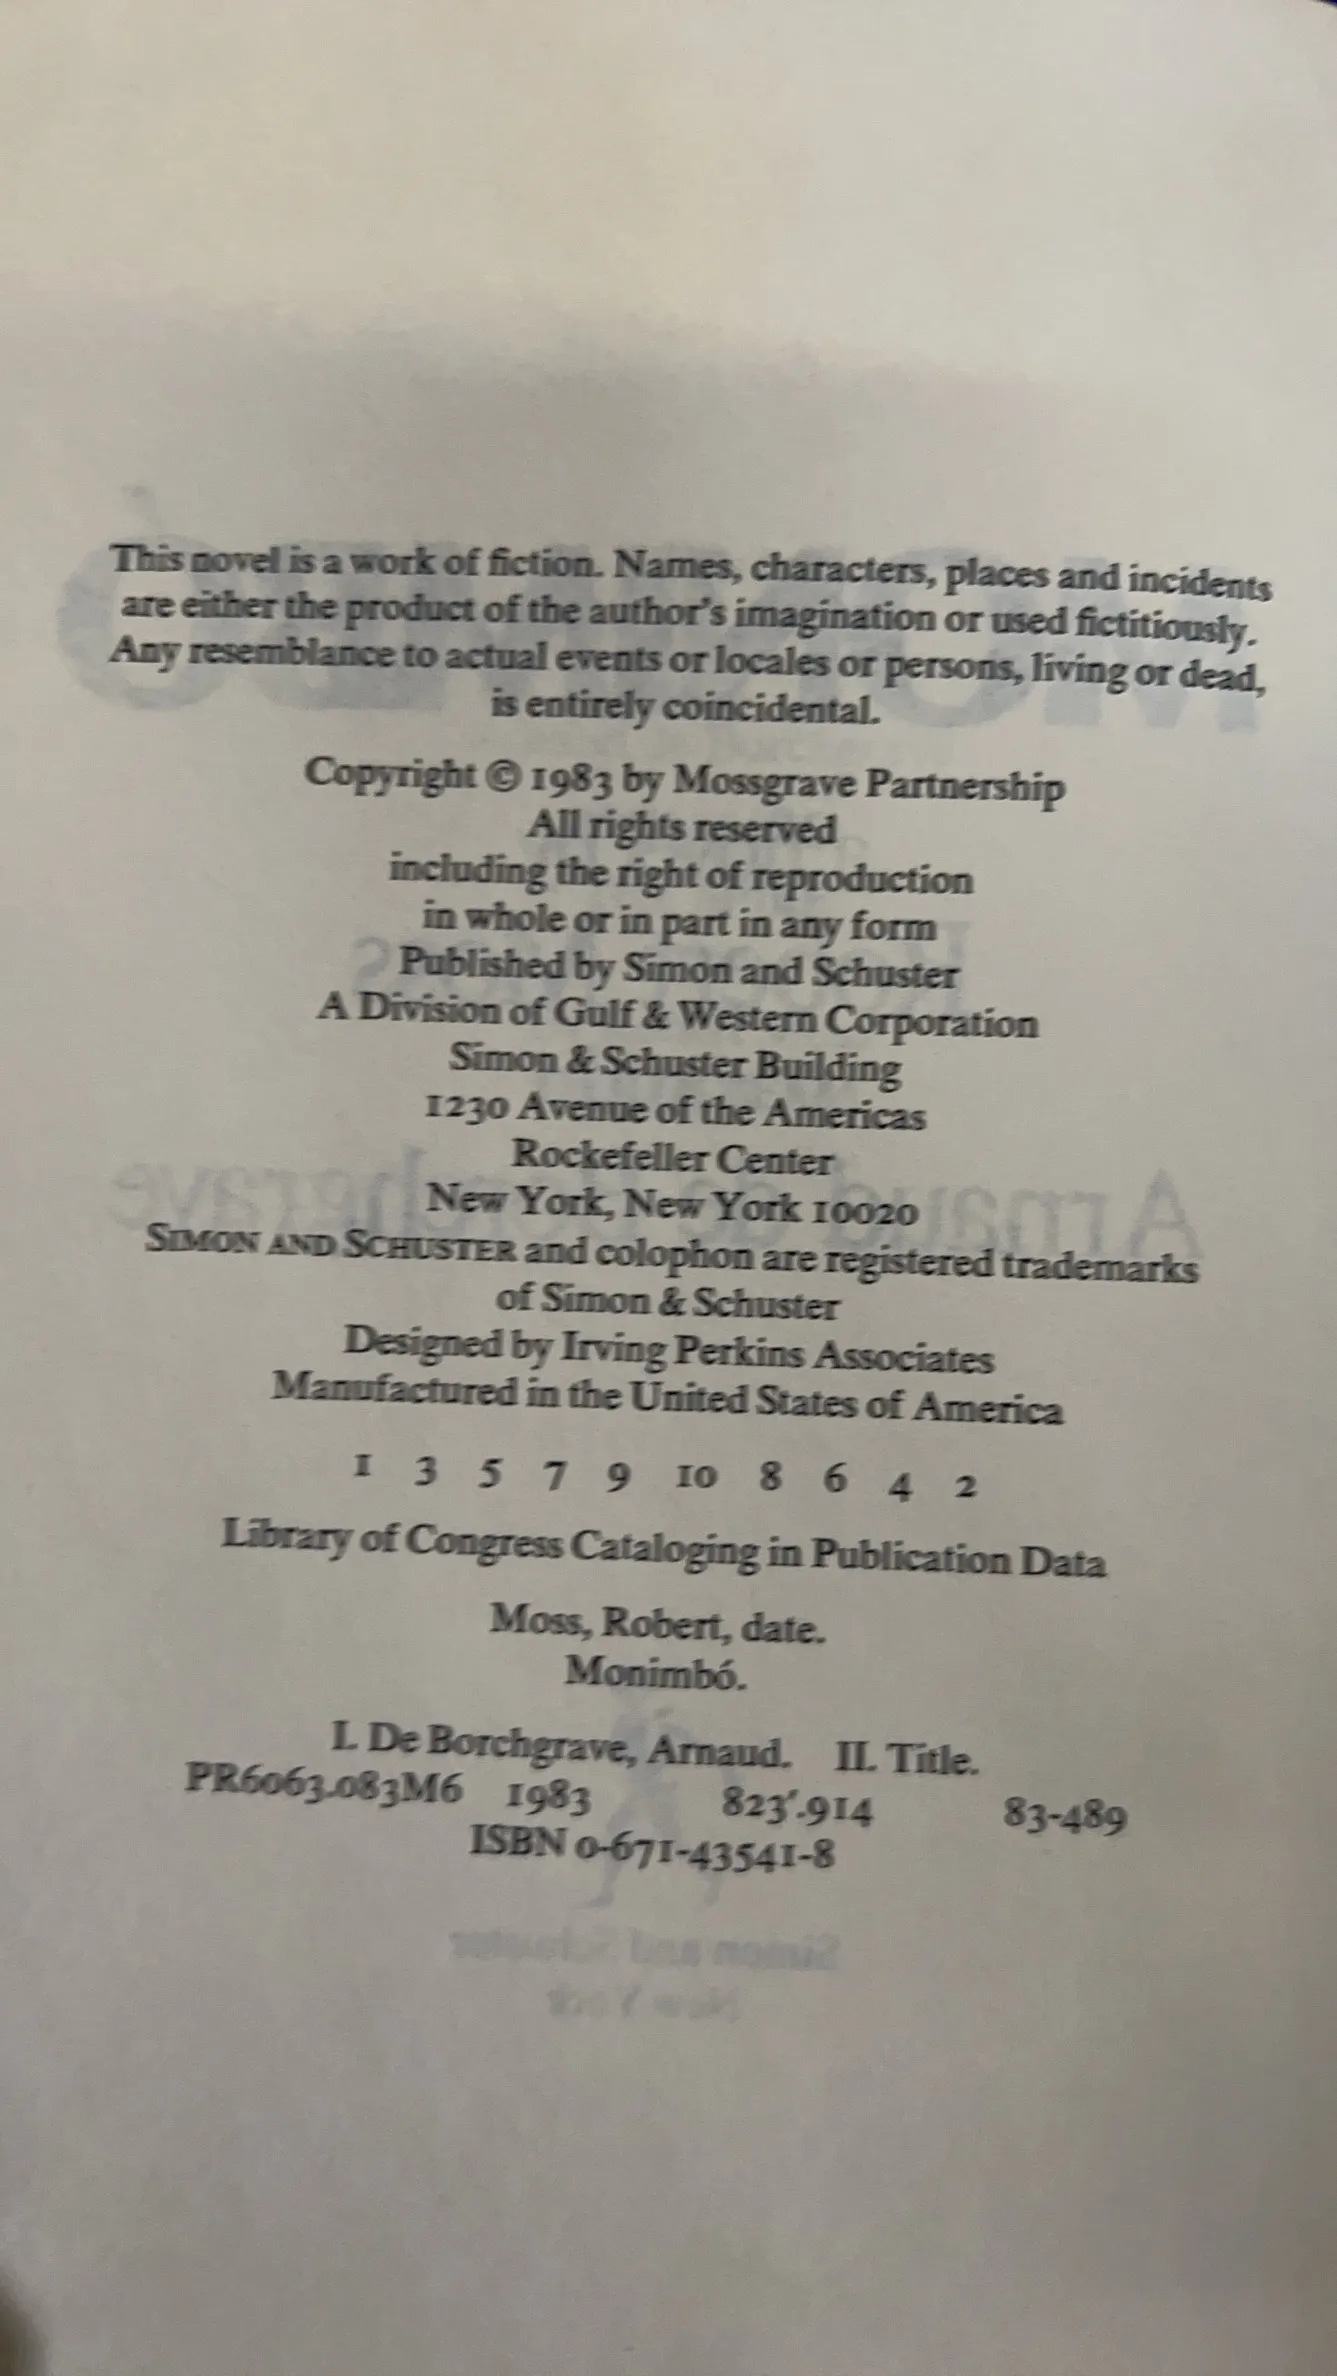 This novel is a work of fiction. Names, characters, places and incidents
are either the product of the author's imagination or used fictitiously.
Any resemblance to actual events or locales or persons, living or dead,
is entirely coincidental.
Copyright © 1983 by Mossgrave Partnership
All rights reserved
including the right of reproduction
in whole or in part in any form
Published by Simon and Schuster
A Division of Gulf & Western Corporation
Simon & Schuster Building
1230 Avenue of the Americas
Rockefeller Center
New York, New York 10020
SIMON AND SCHUSTER and colophon are registered trademarks
of Simon & Schuster
Designed by Irving Perkins Associates
Manufactured in the United States of America
1 3 5 7 9 10 8 6 4 2
Library of Congress Cataloging in Publication Data
Moss, Robert, date.
Monimbó.
I. De Borchgrave, Arnaud. II. Title.
PR6063.083M6 1983 823'.914 83-489
ISBN 0-671-43541-8